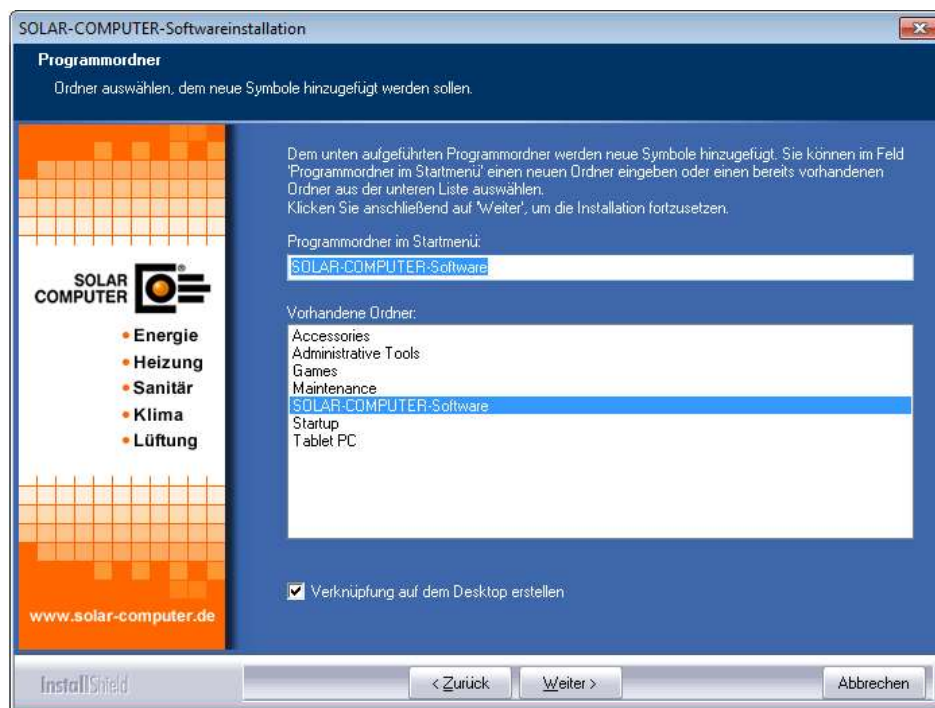 SOLAR-COMPUTER-Softwareinstallation
Programmordner
Ordner auswählen, dem neue Symbole hinzugefügt werden sollen.
Dem unten aufgeführten Programmordner werden neue Symbole hinzugefügt. Sie können im Feld
'Programmordner im Startmenü' einen neuen Ordner eingeben oder einen bereits vorhandenen
Ordner aus der unteren Liste auswählen.
Klicken Sie anschließend auf 'Weiter', um die Installation fortzusetzen.
Programmordner im Startmenü:
SOLAR-COMPUTER-Software
Vorhandene Ordner:
Accessories
Administrative Tools
Games
Maintenance
SOLAR-COMPUTER-Software
Startup
Tablet PC
Verknüpfung auf dem Desktop erstellen
SOLAR
COMPUTER
®
• Energie
• Heizung
• Sanitär
• Klima
• Lüftung
www.solar-computer.de
InstallShield
< Zurück
Weiter >
Abbrechen